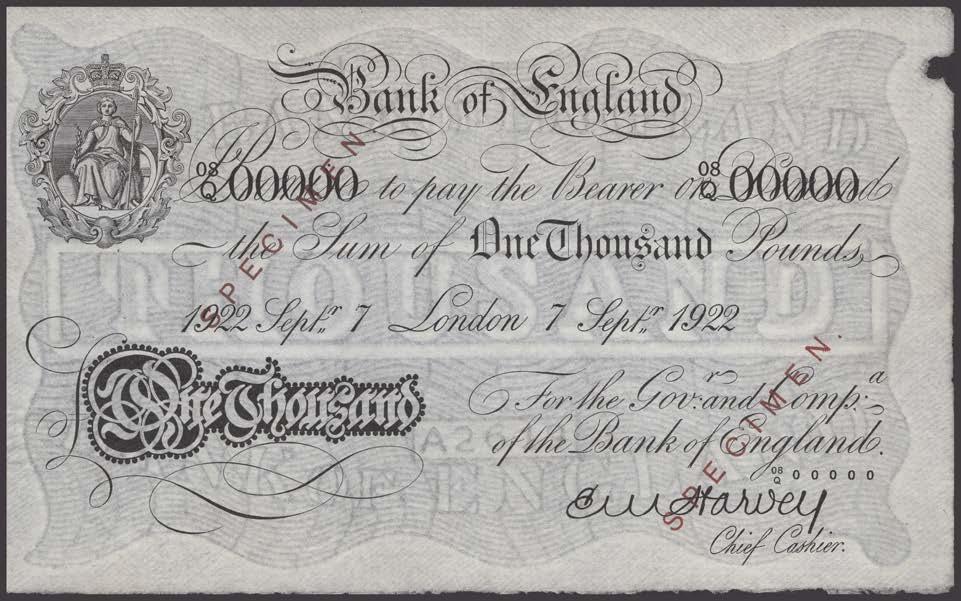 Bank of England
08/Q 00000 to pay the Bearer on 08/Q 00000
the Sum of One Thousand Pounds
1922 Septr. 7 London 7 Septr. 1922
SPECIMEN
£ One Thousand
For the Govr. and Compa.
of the Bank of England.
08/Q 00000
E M Harvey
Chief Cashier.
SPECIMEN.
THOUSAND